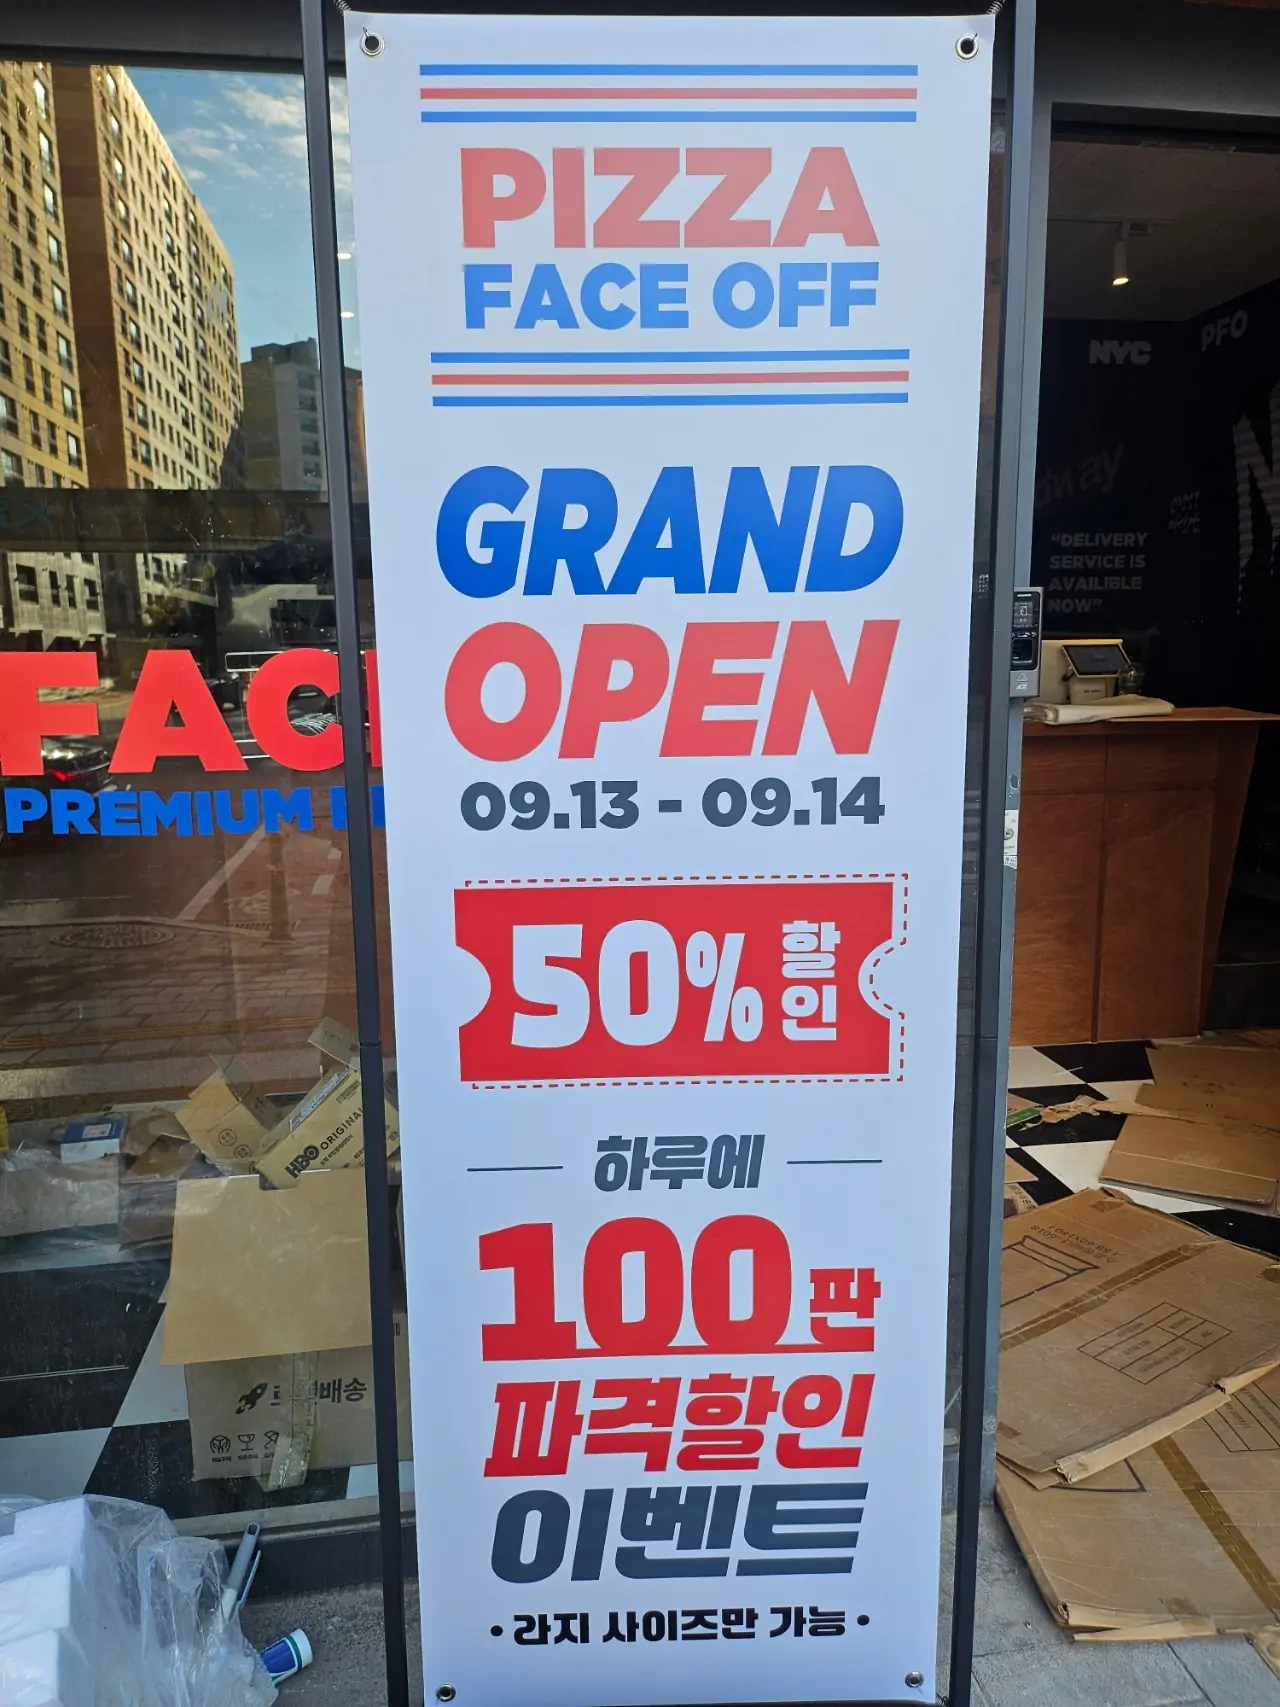 PIZZA
FACE OFF
GRAND
OPEN
09.13 - 09.14
50% 할인
하루에
100판
파격할인
이벤트
• 라지 사이즈만 가능 •
FACE
PREMIUM
NYC
PFO
"DELIVERY
SERVICE IS
AVAILIBLE
NOW"
HBO ORIGINAL